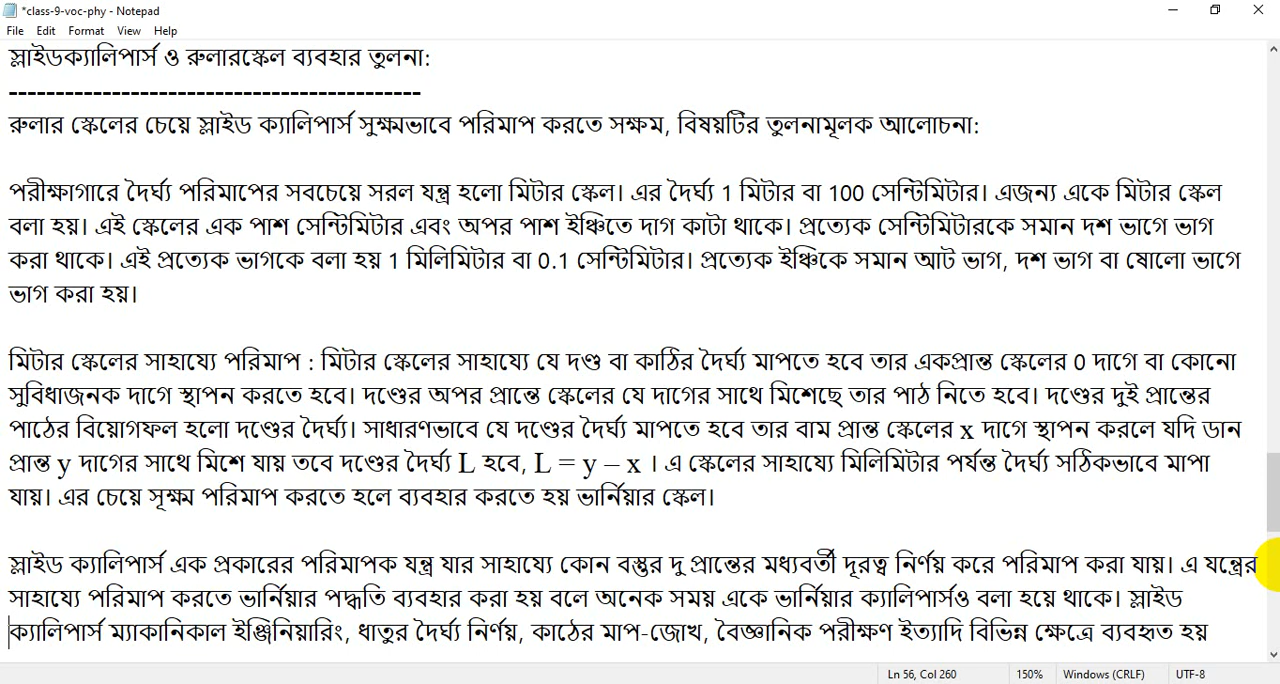 *class-9-voc-phy - Notepad
File Edit Format View Help
স্লাইডক্যালিপার্স ও রুলারস্কেল ব্যবহার তুলনা:
--------------------------------------------
রুলার স্কেলের চেয়ে স্লাইড ক্যালিপার্স সুক্ষ্মভাবে পরিমাপ করতে সক্ষম, বিষয়টির তুলনামূলক আলোচনা:
পরীক্ষাগারে দৈর্ঘ্য পরিমাপের সবচেয়ে সরল যন্ত্র হলো মিটার স্কেল। এর দৈর্ঘ্য 1 মিটার বা 100 সেন্টিমিটার। এজন্য একে মিটার স্কেল
বলা হয়। এই স্কেলের এক পাশ সেন্টিমিটার এবং অপর পাশ ইঞ্চিতে দাগ কাটা থাকে। প্রত্যেক সেন্টিমিটারকে সমান দশ ভাগে ভাগ
করা থাকে। এই প্রত্যেক ভাগকে বলা হয় 1 মিলিমিটার বা 0.1 সেন্টিমিটার। প্রত্যেক ইঞ্চিকে সমান আট ভাগ, দশ ভাগ বা ষোলো ভাগে
ভাগ করা হয়।
মিটার স্কেলের সাহায্যে পরিমাপ : মিটার স্কেলের সাহায্যে যে দণ্ড বা কাঠির দৈর্ঘ্য মাপতে হবে তার একপ্রান্ত স্কেলের 0 দাগে বা কোনো
সুবিধাজনক দাগে স্থাপন করতে হবে। দণ্ডের অপর প্রান্তে স্কেলের যে দাগের সাথে মিশেছে তার পাঠ নিতে হবে। দণ্ডের দুই প্রান্তের
পাঠের বিয়োগফল হলো দণ্ডের দৈর্ঘ্য। সাধারণভাবে যে দণ্ডের দৈর্ঘ্য মাপতে হবে তার বাম প্রান্ত স্কেলের x দাগে স্থাপন করলে যদি ডান
প্রান্ত y দাগের সাথে মিশে যায় তবে দণ্ডের দৈর্ঘ্য L হবে, L = y – x । এ স্কেলের সাহায্যে মিলিমিটার পর্যন্ত দৈর্ঘ্য সঠিকভাবে মাপা
যায়। এর চেয়ে সূক্ষ্ম পরিমাপ করতে হলে ব্যবহার করতে হয় ভার্নিয়ার স্কেল।
স্লাইড ক্যালিপার্স এক প্রকারের পরিমাপক যন্ত্র যার সাহায্যে কোন বস্তুর দু প্রান্তের মধ্যবর্তী দূরত্ব নির্ণয় করে পরিমাপ করা যায়। এ যন্ত্রের
সাহায্যে পরিমাপ করতে ভার্নিয়ার পদ্ধতি ব্যবহার করা হয় বলে অনেক সময় একে ভার্নিয়ার ক্যালিপার্সও বলা হয়ে থাকে। স্লাইড
ক্যালিপার্স ম্যাকানিকাল ইঞ্জিনিয়ারিং, ধাতুর দৈর্ঘ্য নির্ণয়, কাঠের মাপ-জোখ, বৈজ্ঞানিক পরীক্ষণ ইত্যাদি বিভিন্ন ক্ষেত্রে ব্যবহৃত হয়
Ln 56, Col 260 150% Windows (CRLF) UTF-8